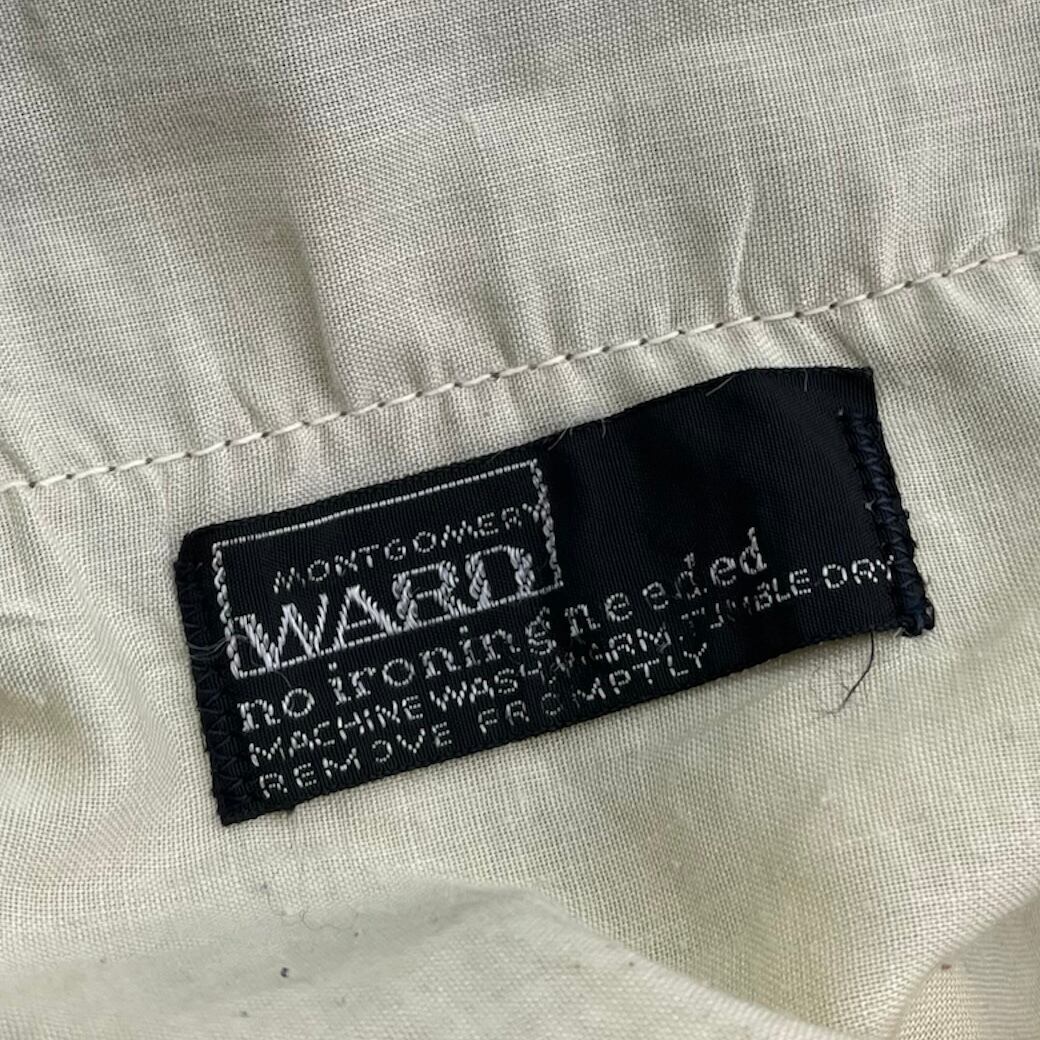 MONTGOMERY
WARD
no ironing needed
MACHINE WASH WARM, TUMBLE DRY
REMOVE PROMPTLY